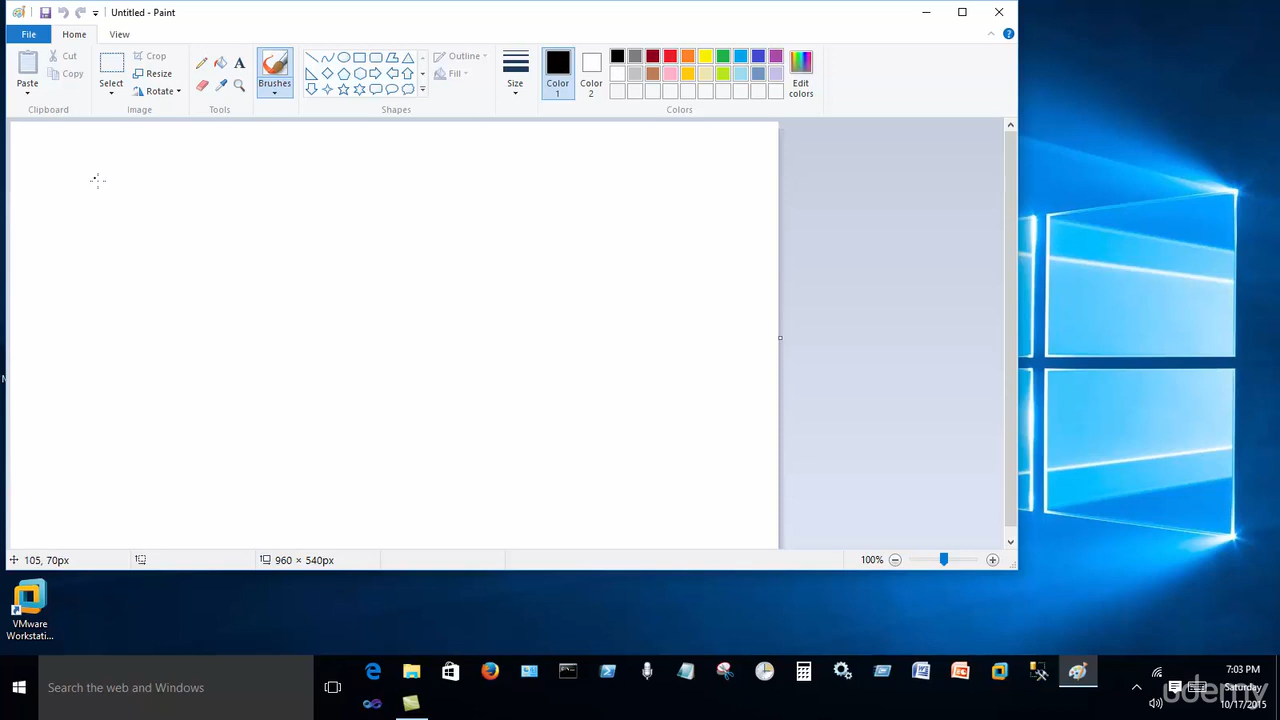 Untitled - Paint
File
Home
View
Paste
Cut
Copy
Clipboard
Select
Crop
Resize
Rotate
Image
A
Tools
Brushes
Outline
Fill
Shapes
Size
Color
1
Color
2
Edit
colors
Colors
105, 70px
960 × 540px
100%
VMware
Workstati...
Search the web and Windows
7:03 PM
Saturday
10/17/2015
udemy